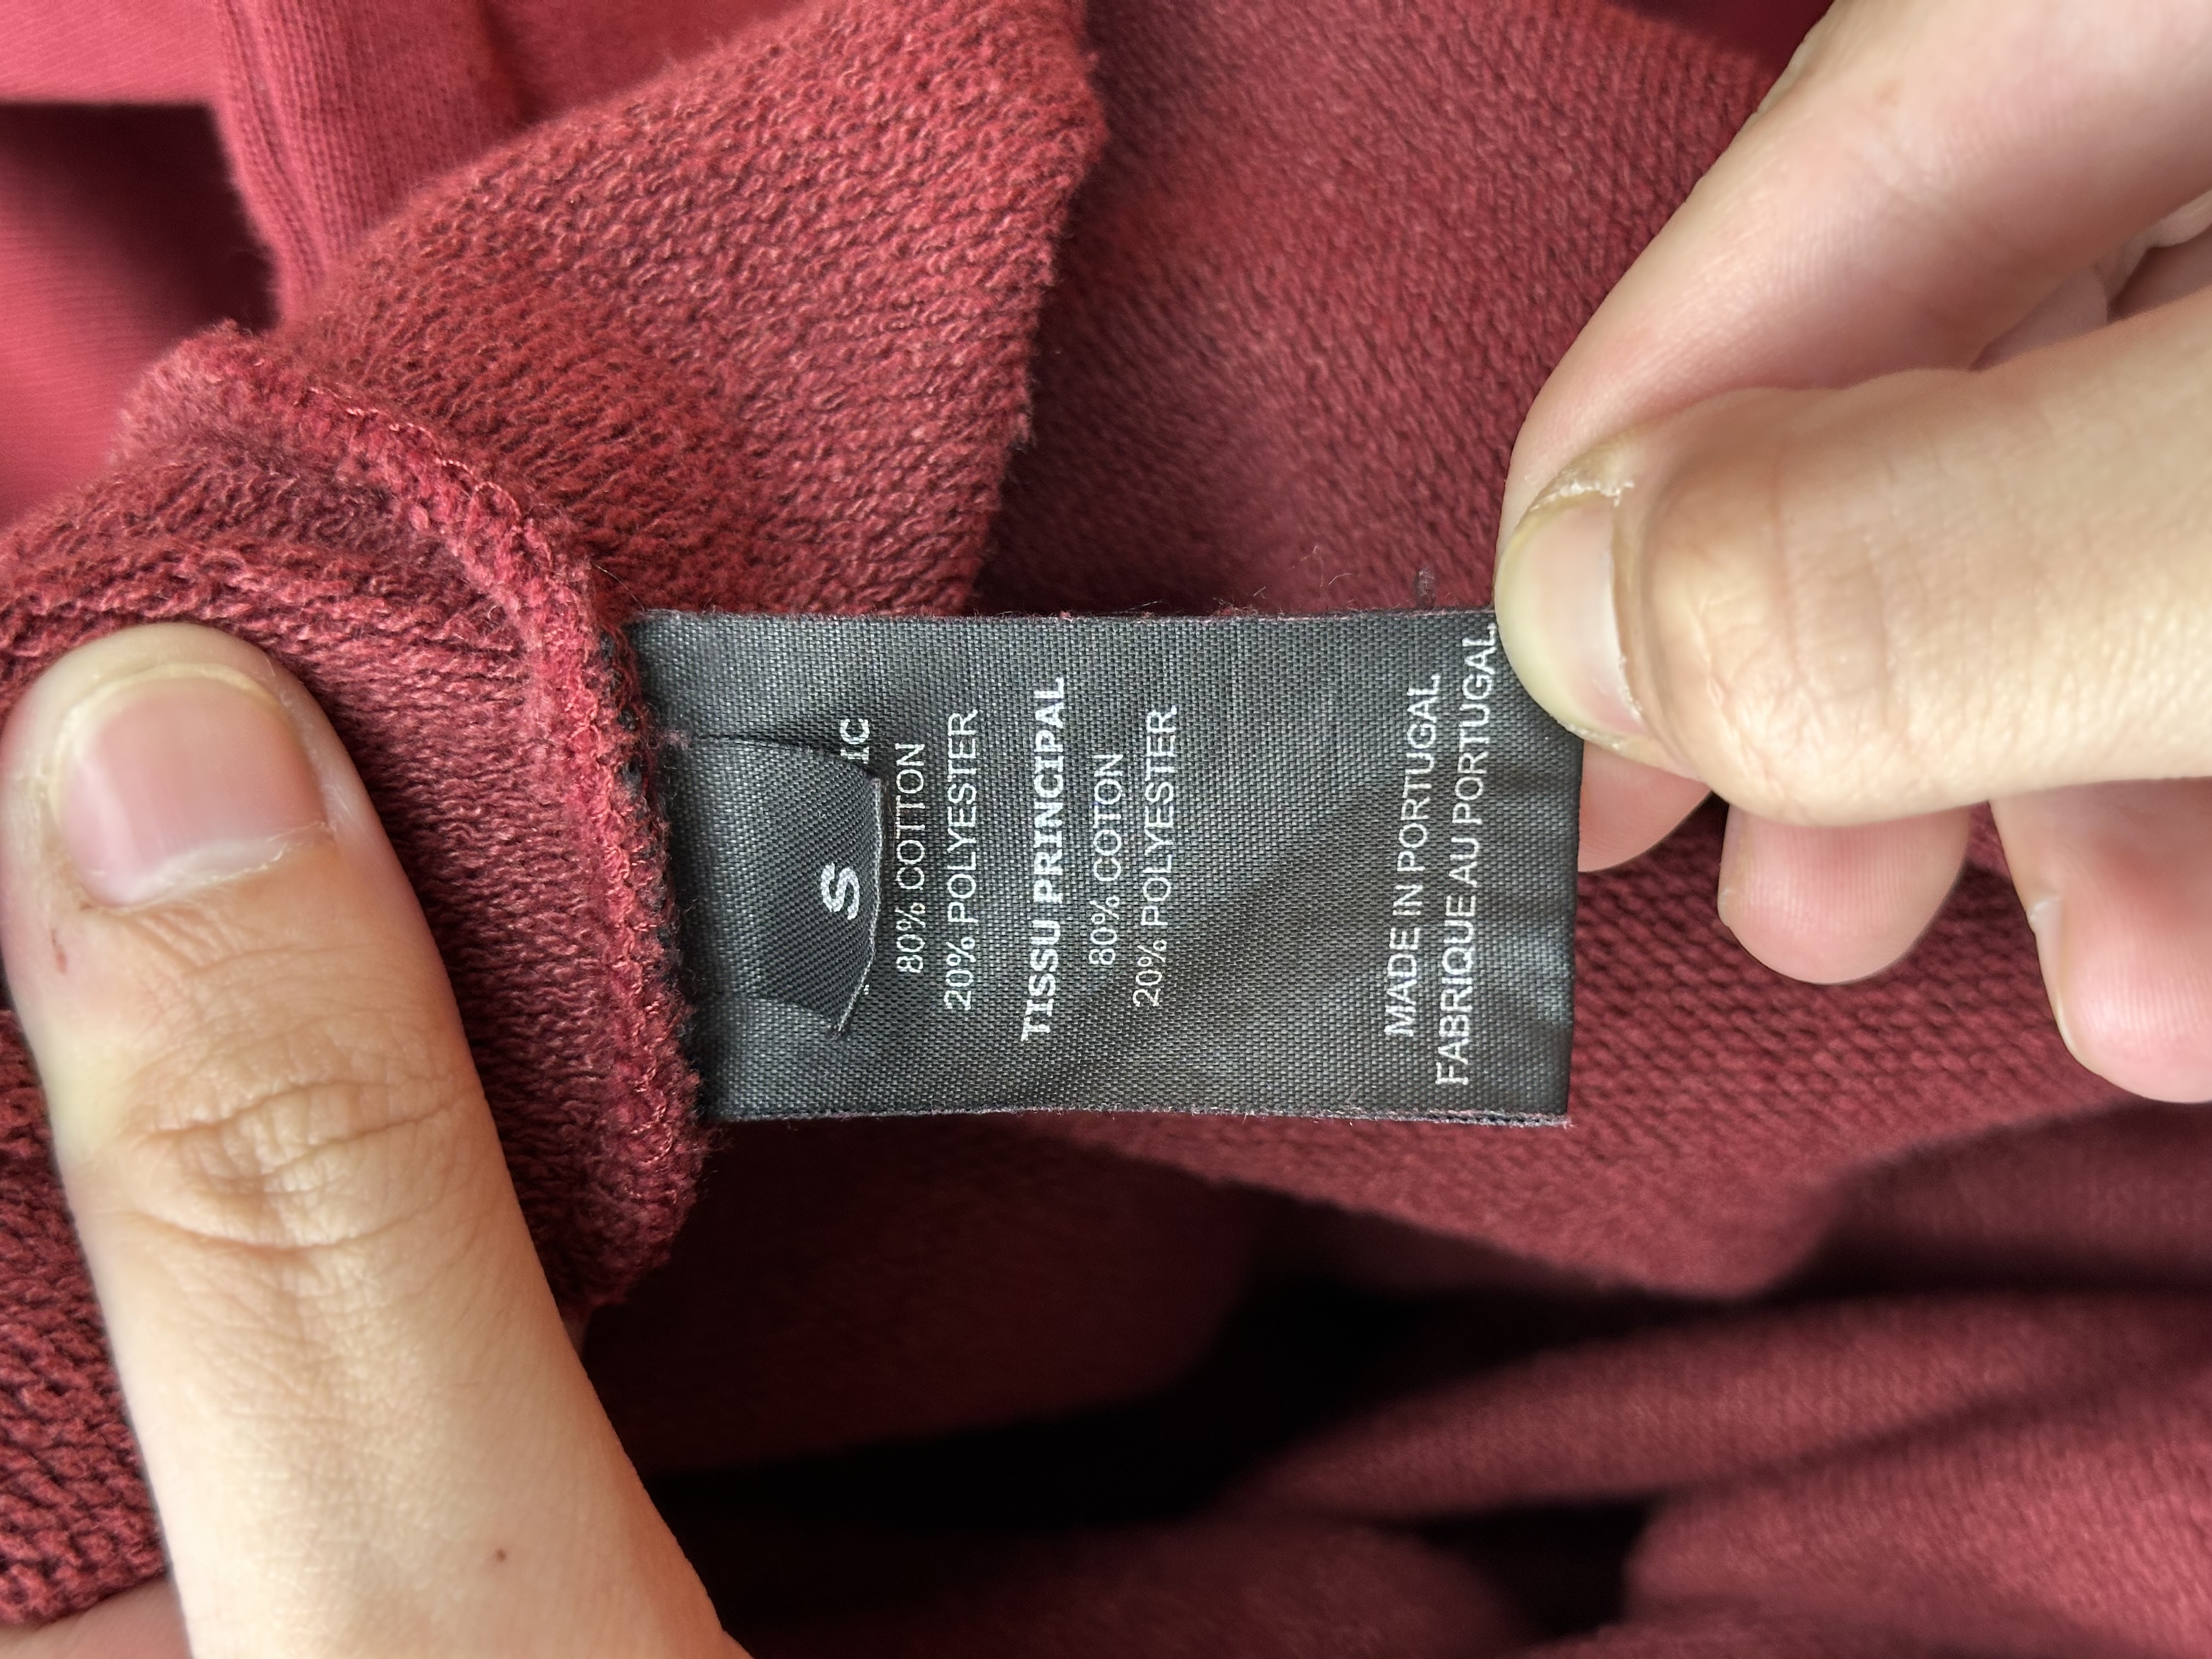 S
80% COTTON
20% POLYESTER
TISSU PRINCIPAL
80% COTON
20% POLYESTER
MADE IN PORTUGAL
FABRIQUE AU PORTUGAL